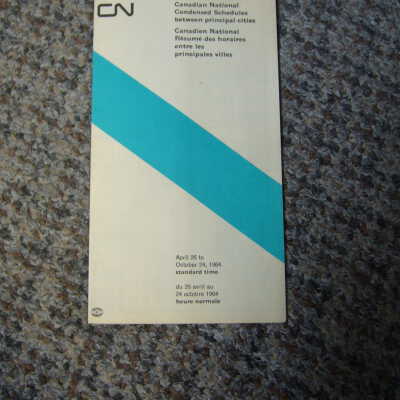 CN
Canadian National
Condensed Schedules
between principal cities
Canadien National
Résumé des horaires
entre les
principales villes
April 26 to
October 24, 1964
standard time
du 26 avril au
24 octobre 1964
heure normale